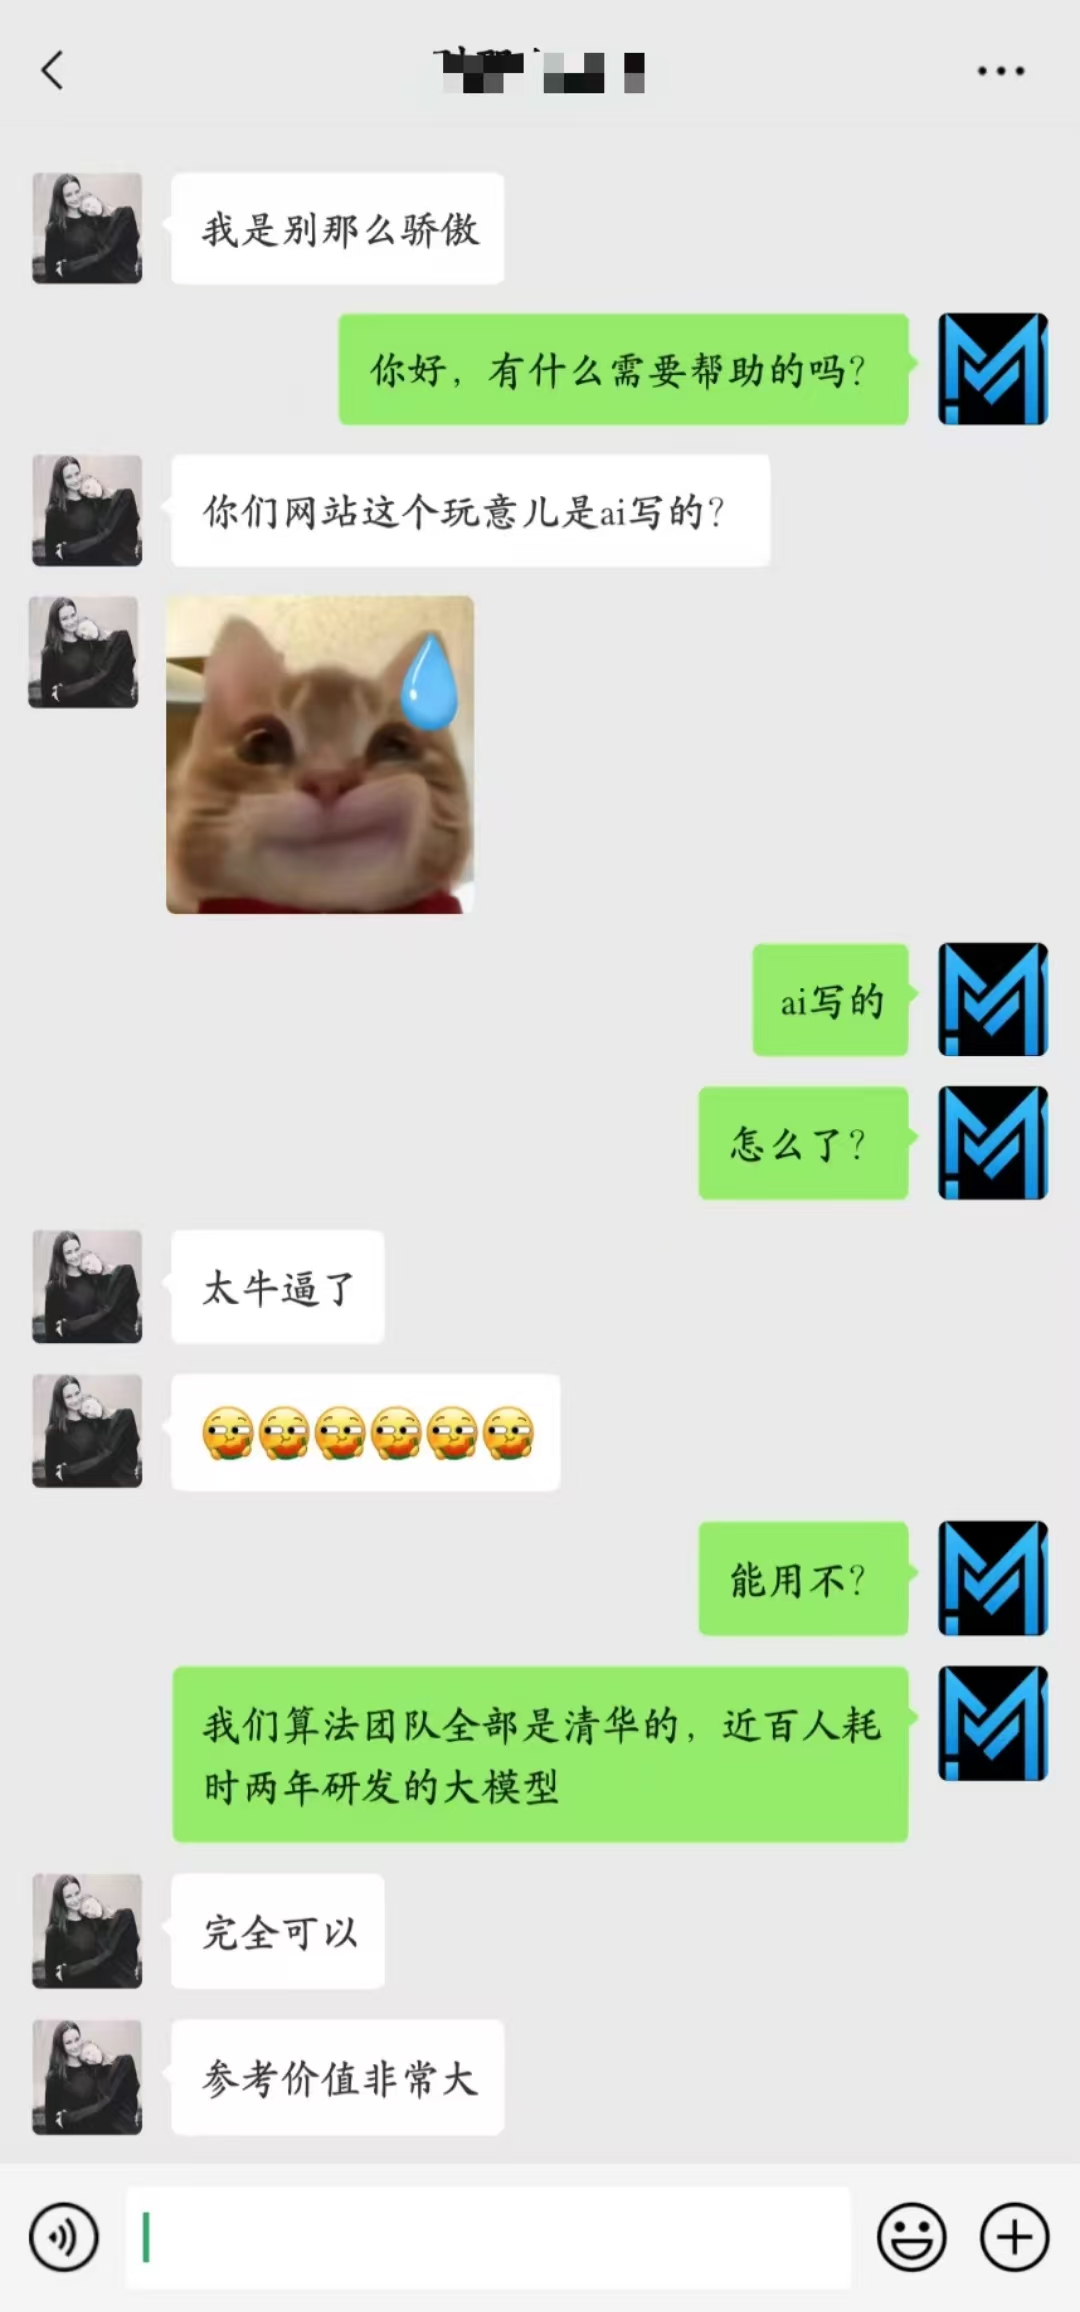 我是别那么骄傲
你好，有什么需要帮助的吗？
你们网站这个玩意儿是ai写的？
ai写的
怎么了？
太牛逼了
能用不？
我们算法团队全部是清华的，近百人耗
时两年研发的大模型
完全可以
参考价值非常大